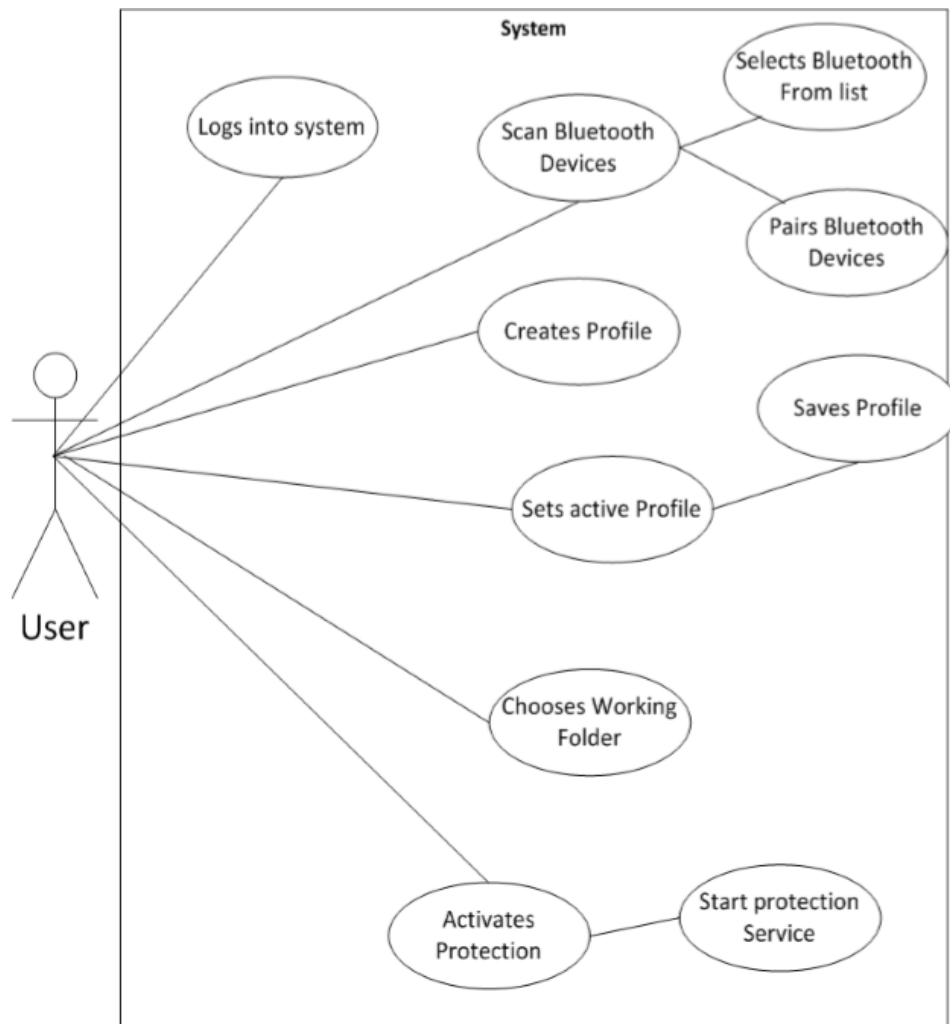 System
Logs into system
Scan Bluetooth
Devices
Selects Bluetooth
From list
Pairs Bluetooth
Devices
Creates Profile
Saves Profile
Sets active Profile
User
Chooses Working
Folder
Activates
Protection
Start protection
Service